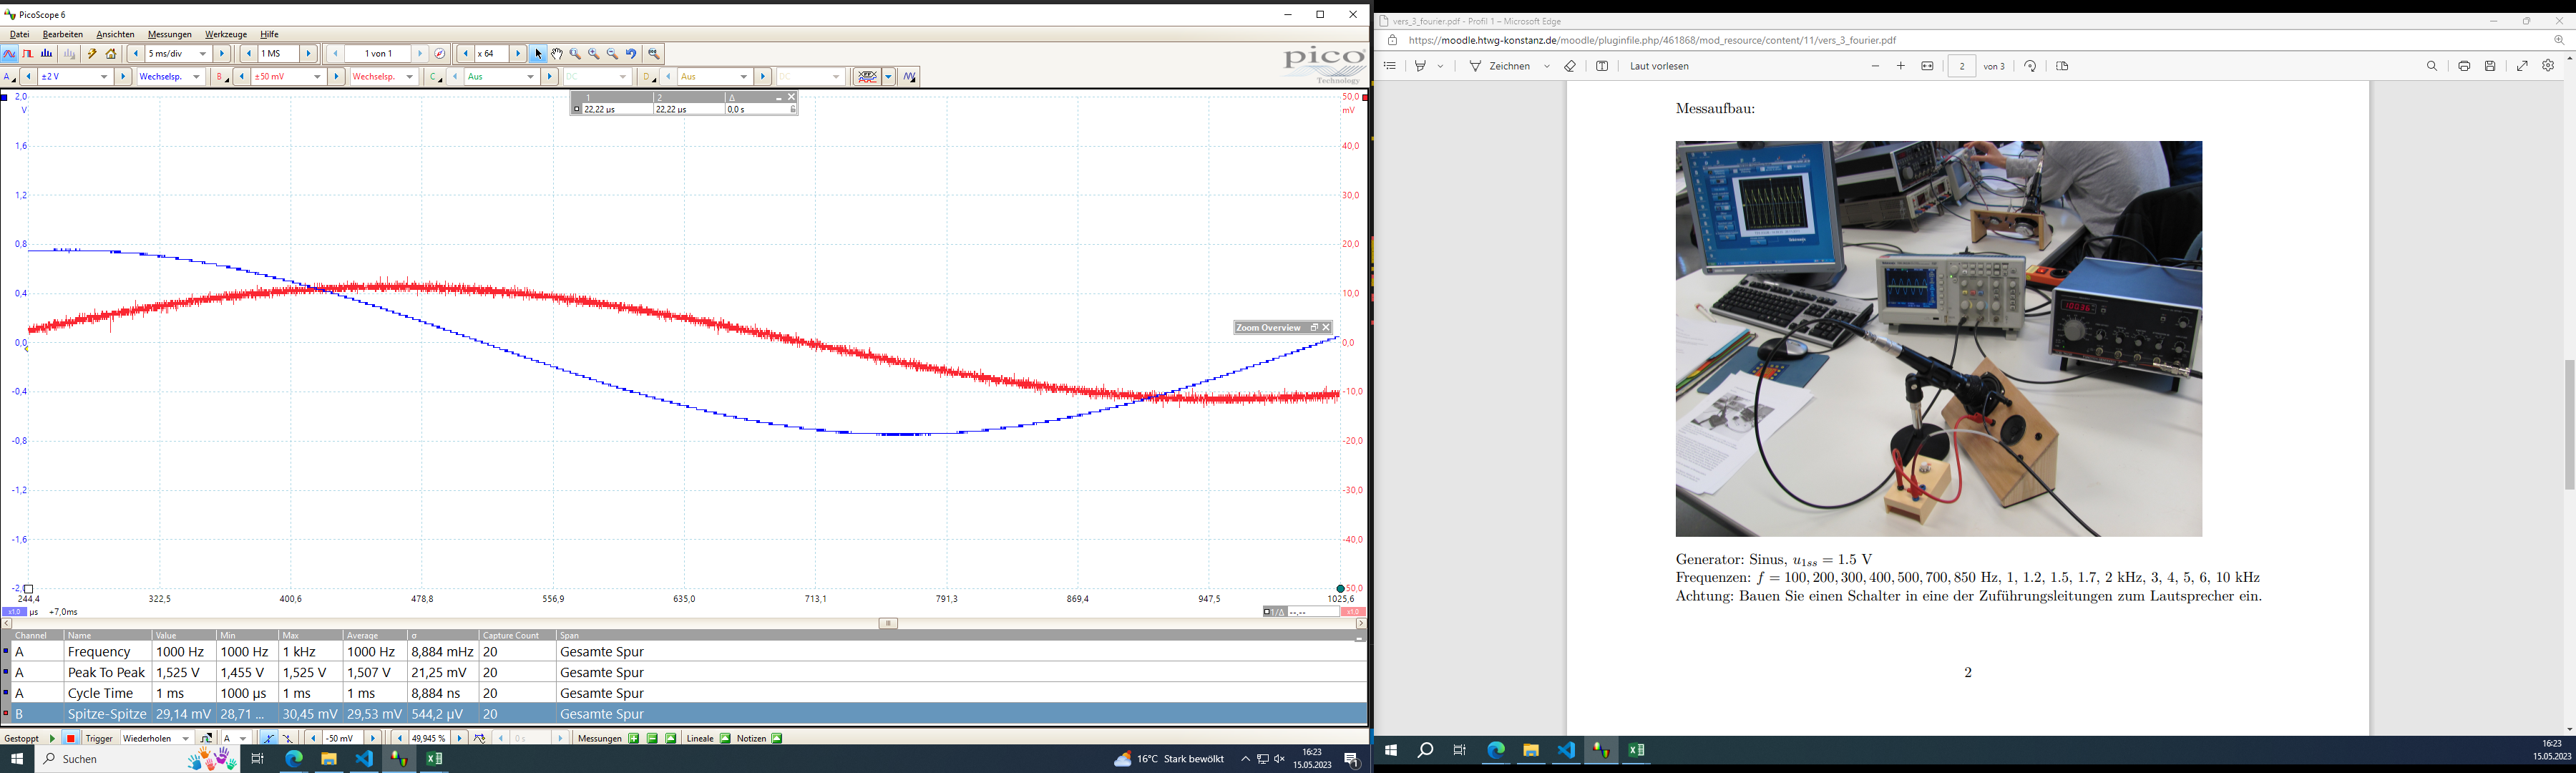 PicoScope 6
Datei Bearbeiten Ansichten Messungen Werkzeuge Hilfe
5 ms/div 1 MS 1 von 1 x 64
A ±2 V Wechselsp. B ±50 mV Wechselsp. C Aus DC D Aus DC
pico
Technology
1 2 Δ
22,22 µs 22,22 µs 0,0 s
2,0 50,0
V mV
1,6 40,0
1,2 30,0
0,8 20,0
0,4 10,0
Zoom Overview
0,0 0,0
-0,4 -10,0
-0,8 -20,0
-1,2 -30,0
-1,6 -40,0
-2,0 -50,0
244,4 322,5 400,6 478,8 556,9 635,0 713,1 791,3 869,4 947,5 1025,6
x1,0 µs +7,0ms 1/Δ --,-- x1,0
Channel Name Value Min Max Average σ Capture Count Span
A Frequency 1000 Hz 1000 Hz 1 kHz 1000 Hz 8,884 mHz 20 Gesamte Spur
A Peak To Peak 1,525 V 1,455 V 1,525 V 1,507 V 21,25 mV 20 Gesamte Spur
A Cycle Time 1 ms 1000 µs 1 ms 1 ms 8,884 ns 20 Gesamte Spur
B Spitze-Spitze 29,14 mV 28,71 ... 30,45 mV 29,53 mV 544,2 µV 20 Gesamte Spur
Gestoppt Trigger Wiederholen A -50 mV 49,945 % 0 s Messungen Lineale Notizen
Suchen 16°C Stark bewölkt 16:23
15.05.2023
vers_3_fourier.pdf - Profil 1 – Microsoft Edge
https://moodle.htwg-konstanz.de/moodle/pluginfile.php/461868/mod_resource/content/11/vers_3_fourier.pdf
Zeichnen Laut vorlesen 2 von 3
Messaufbau:
Generator: Sinus, u1ss = 1.5 V
Frequenzen: f = 100, 200, 300, 400, 500, 700, 850 Hz, 1, 1.2, 1.5, 1.7, 2 kHz, 3, 4, 5, 6, 10 kHz
Achtung: Bauen Sie einen Schalter in eine der Zuführungsleitungen zum Lautsprecher ein.
2
16:23
15.05.2023